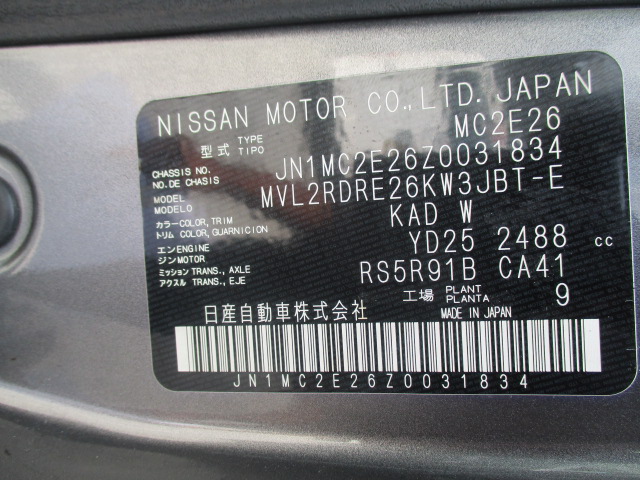 NISSAN MOTOR CO.,LTD. JAPAN
型式 TYPE TIPO MC2E26
CHASSIS NO. NO.DE CHASIS JN1MC2E26Z0031834
MODEL MODELO MVL2RDRE26KW3JBT-E
カラー COLOR, TRIM
トリム COLOR, GUARNICION KAD W
エンジン ENGINE MOTOR YD25 2488 cc
ミッション TRANS., AXLE
アクスル TRANS., EJE RS5R91B CA41
工場 PLANT PLANTA 9
日産自動車株式会社 MADE IN JAPAN
JN1MC2E26Z0031834